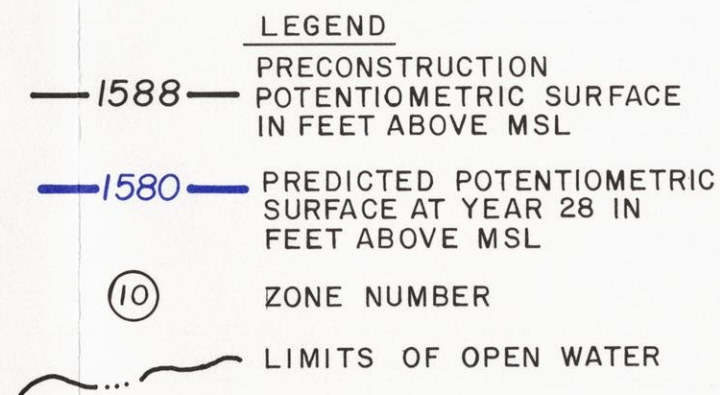 LEGEND
1588 PRECONSTRUCTION
POTENTIOMETRIC SURFACE
IN FEET ABOVE MSL
1580 PREDICTED POTENTIOMETRIC
SURFACE AT YEAR 28 IN
FEET ABOVE MSL
10 ZONE NUMBER
LIMITS OF OPEN WATER